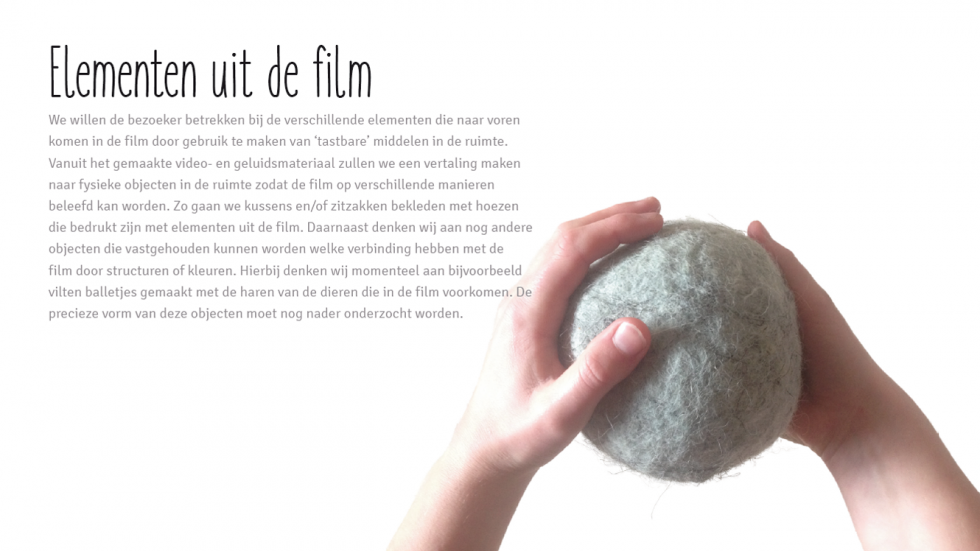 Elementen uit de film
We willen de bezoeker betrekken bij de verschillende elementen die naar voren
komen in de film door gebruik te maken van ‘tastbare’ middelen in de ruimte.
Vanuit het gemaakte video- en geluidsmateriaal zullen we een vertaling maken
naar fysieke objecten in de ruimte zodat de film op verschillende manieren
beleefd kan worden. Zo gaan we kussens en/of zitzakken bekleden met hoezen
die bedrukt zijn met elementen uit de film. Daarnaast denken wij aan nog andere
objecten die vastgehouden kunnen worden welke verbinding hebben met de
film door structuren of kleuren. Hierbij denken wij momenteel aan bijvoorbeeld
vilten balletjes gemaakt met de haren van de dieren die in de film voorkomen. De
precieze vorm van deze objecten moet nog nader onderzocht worden.